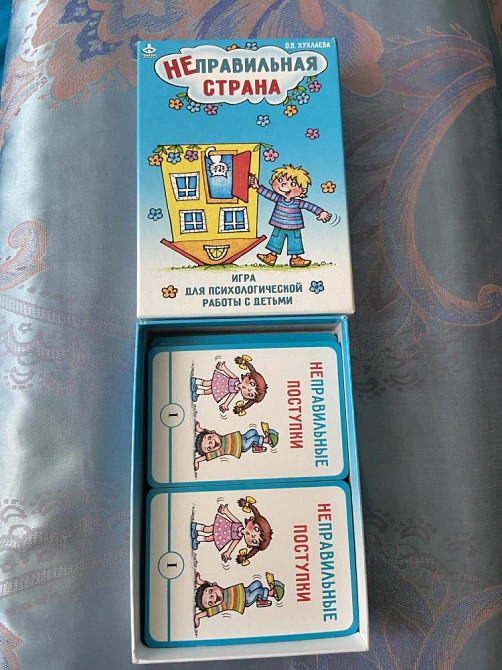 О.В. ХУХЛАЕВА
НЕПРАВИЛЬНАЯ
СТРАНА
ИГРА
ДЛЯ ПСИХОЛОГИЧЕСКОЙ
РАБОТЫ С ДЕТЬМИ
НЕПРАВИЛЬНЫЕ
ПОСТУПКИ
I
НЕПРАВИЛЬНЫЕ
ПОСТУПКИ
I